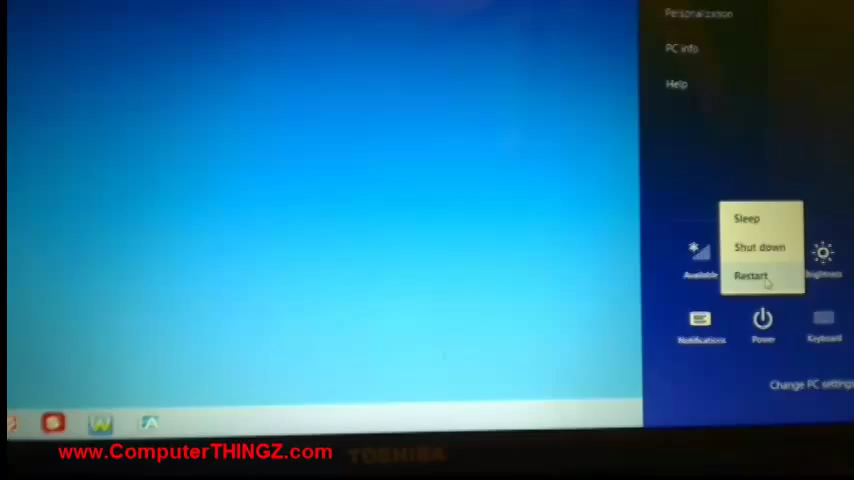 Personalization
PC info
Help
Sleep
Shut down
Restart
Available
Brightness
Notifications
Power
Keyboard
Change PC settings
www.ComputerTHINGZ.com
TOSHIBA